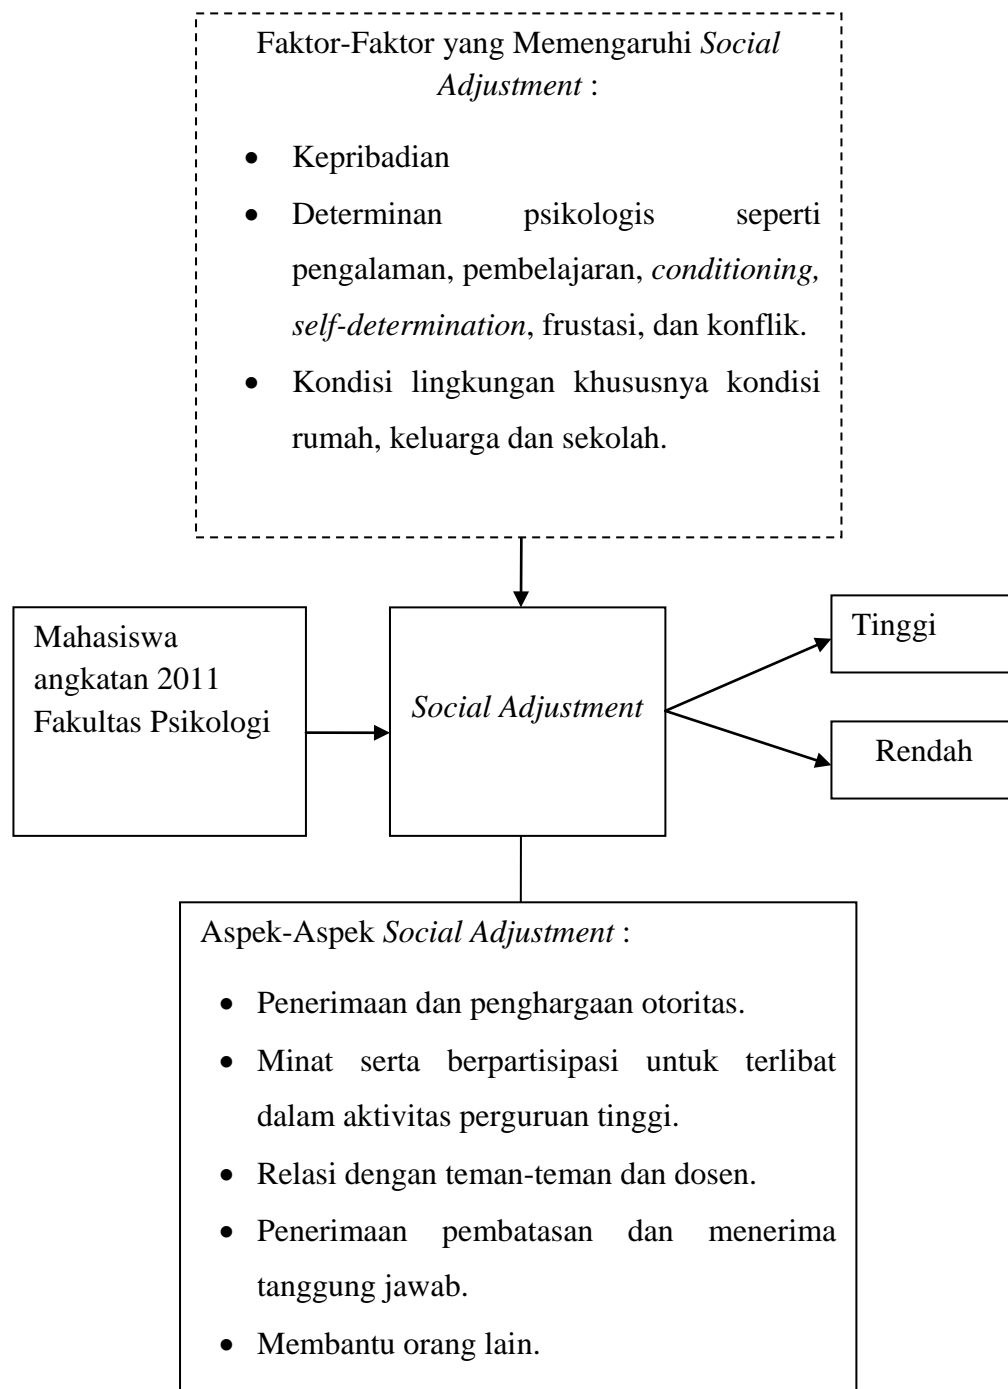 Faktor-Faktor yang Memengaruhi Social
Adjustment :
• Kepribadian
• Determinan psikologis seperti
pengalaman, pembelajaran, conditioning,
self-determination, frustasi, dan konflik.
• Kondisi lingkungan khususnya kondisi
rumah, keluarga dan sekolah.
Mahasiswa
angkatan 2011
Fakultas Psikologi
Social Adjustment
Tinggi
Rendah
Aspek-Aspek Social Adjustment :
• Penerimaan dan penghargaan otoritas.
• Minat serta berpartisipasi untuk terlibat
dalam aktivitas perguruan tinggi.
• Relasi dengan teman-teman dan dosen.
• Penerimaan pembatasan dan menerima
tanggung jawab.
• Membantu orang lain.